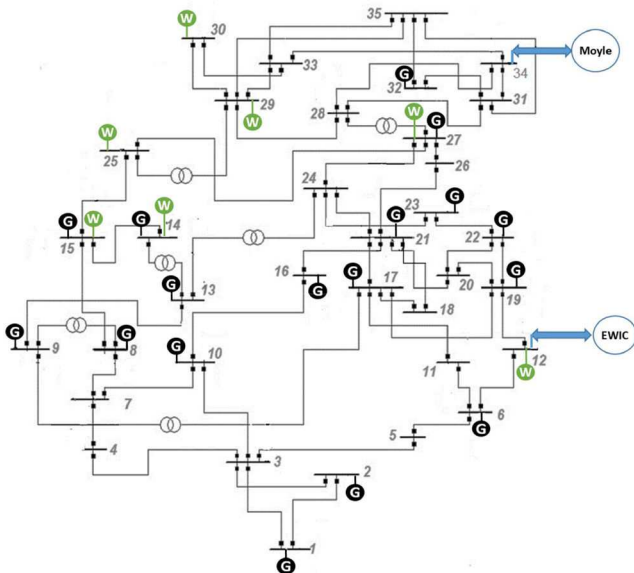 35
W 30
33
34
Moyle
G 32
31
29
W
28
W G
27
W 25
26
24
23 G
G W 15
G W 14
G 21
G 22
13 G
16 G
G 17
20
G 19
18
G 9
8 G
G 10
11
12 W
EWIC
7
6 G
5
4
3
2 G
1 G